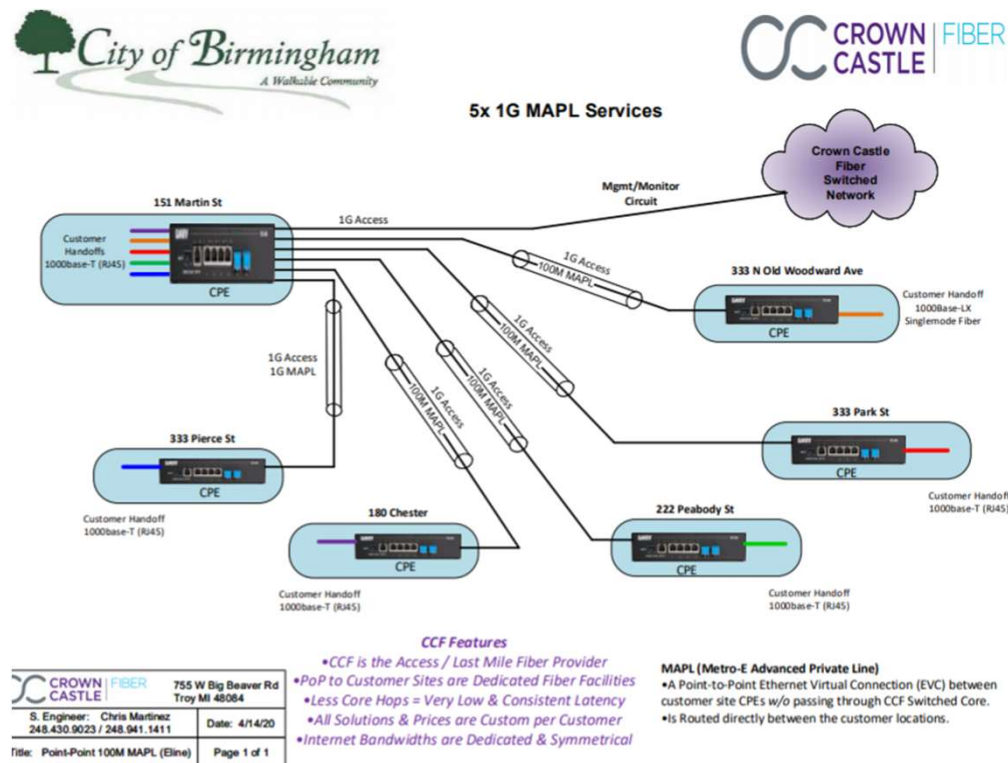 City of Birmingham
A Walkable Community
CROWN CASTLE | FIBER
5x 1G MAPL Services
Crown Castle
Fiber
Switched
Network
Mgmt/Monitor
Circuit
151 Martin St
1G Access
Customer
Handoffs
1000base-T (RJ45)
CPE
1G Access
100M MAPL
333 N Old Woodward Ave
CPE
Customer Handoff
1000Base-LX
Singlemode Fiber
1G Access
100M MAPL
1G Access
1G MAPL
1G Access
100M MAPL
1G Access
100M MAPL
333 Park St
CPE
Customer Handoff
1000base-T (RJ45)
333 Pierce St
CPE
Customer Handoff
1000base-T (RJ45)
180 Chester
CPE
Customer Handoff
1000base-T (RJ45)
222 Peabody St
CPE
Customer Handoff
1000base-T (RJ45)
CCF Features
•CCF is the Access / Last Mile Fiber Provider
•PoP to Customer Sites are Dedicated Fiber Facilities
•Less Core Hops = Very Low & Consistent Latency
•All Solutions & Prices are Custom per Customer
•Internet Bandwidths are Dedicated & Symmetrical
MAPL (Metro-E Advanced Private Line)
•A Point-to-Point Ethernet Virtual Connection (EVC) between
customer site CPEs w/o passing through CCF Switched Core.
•Is Routed directly between the customer locations.
CROWN CASTLE | FIBER
755 W Big Beaver Rd
Troy MI 48084
S. Engineer: Chris Martinez
248.430.9023 / 248.941.1411
Date: 4/14/20
Title: Point-Point 100M MAPL (Eline)
Page 1 of 1